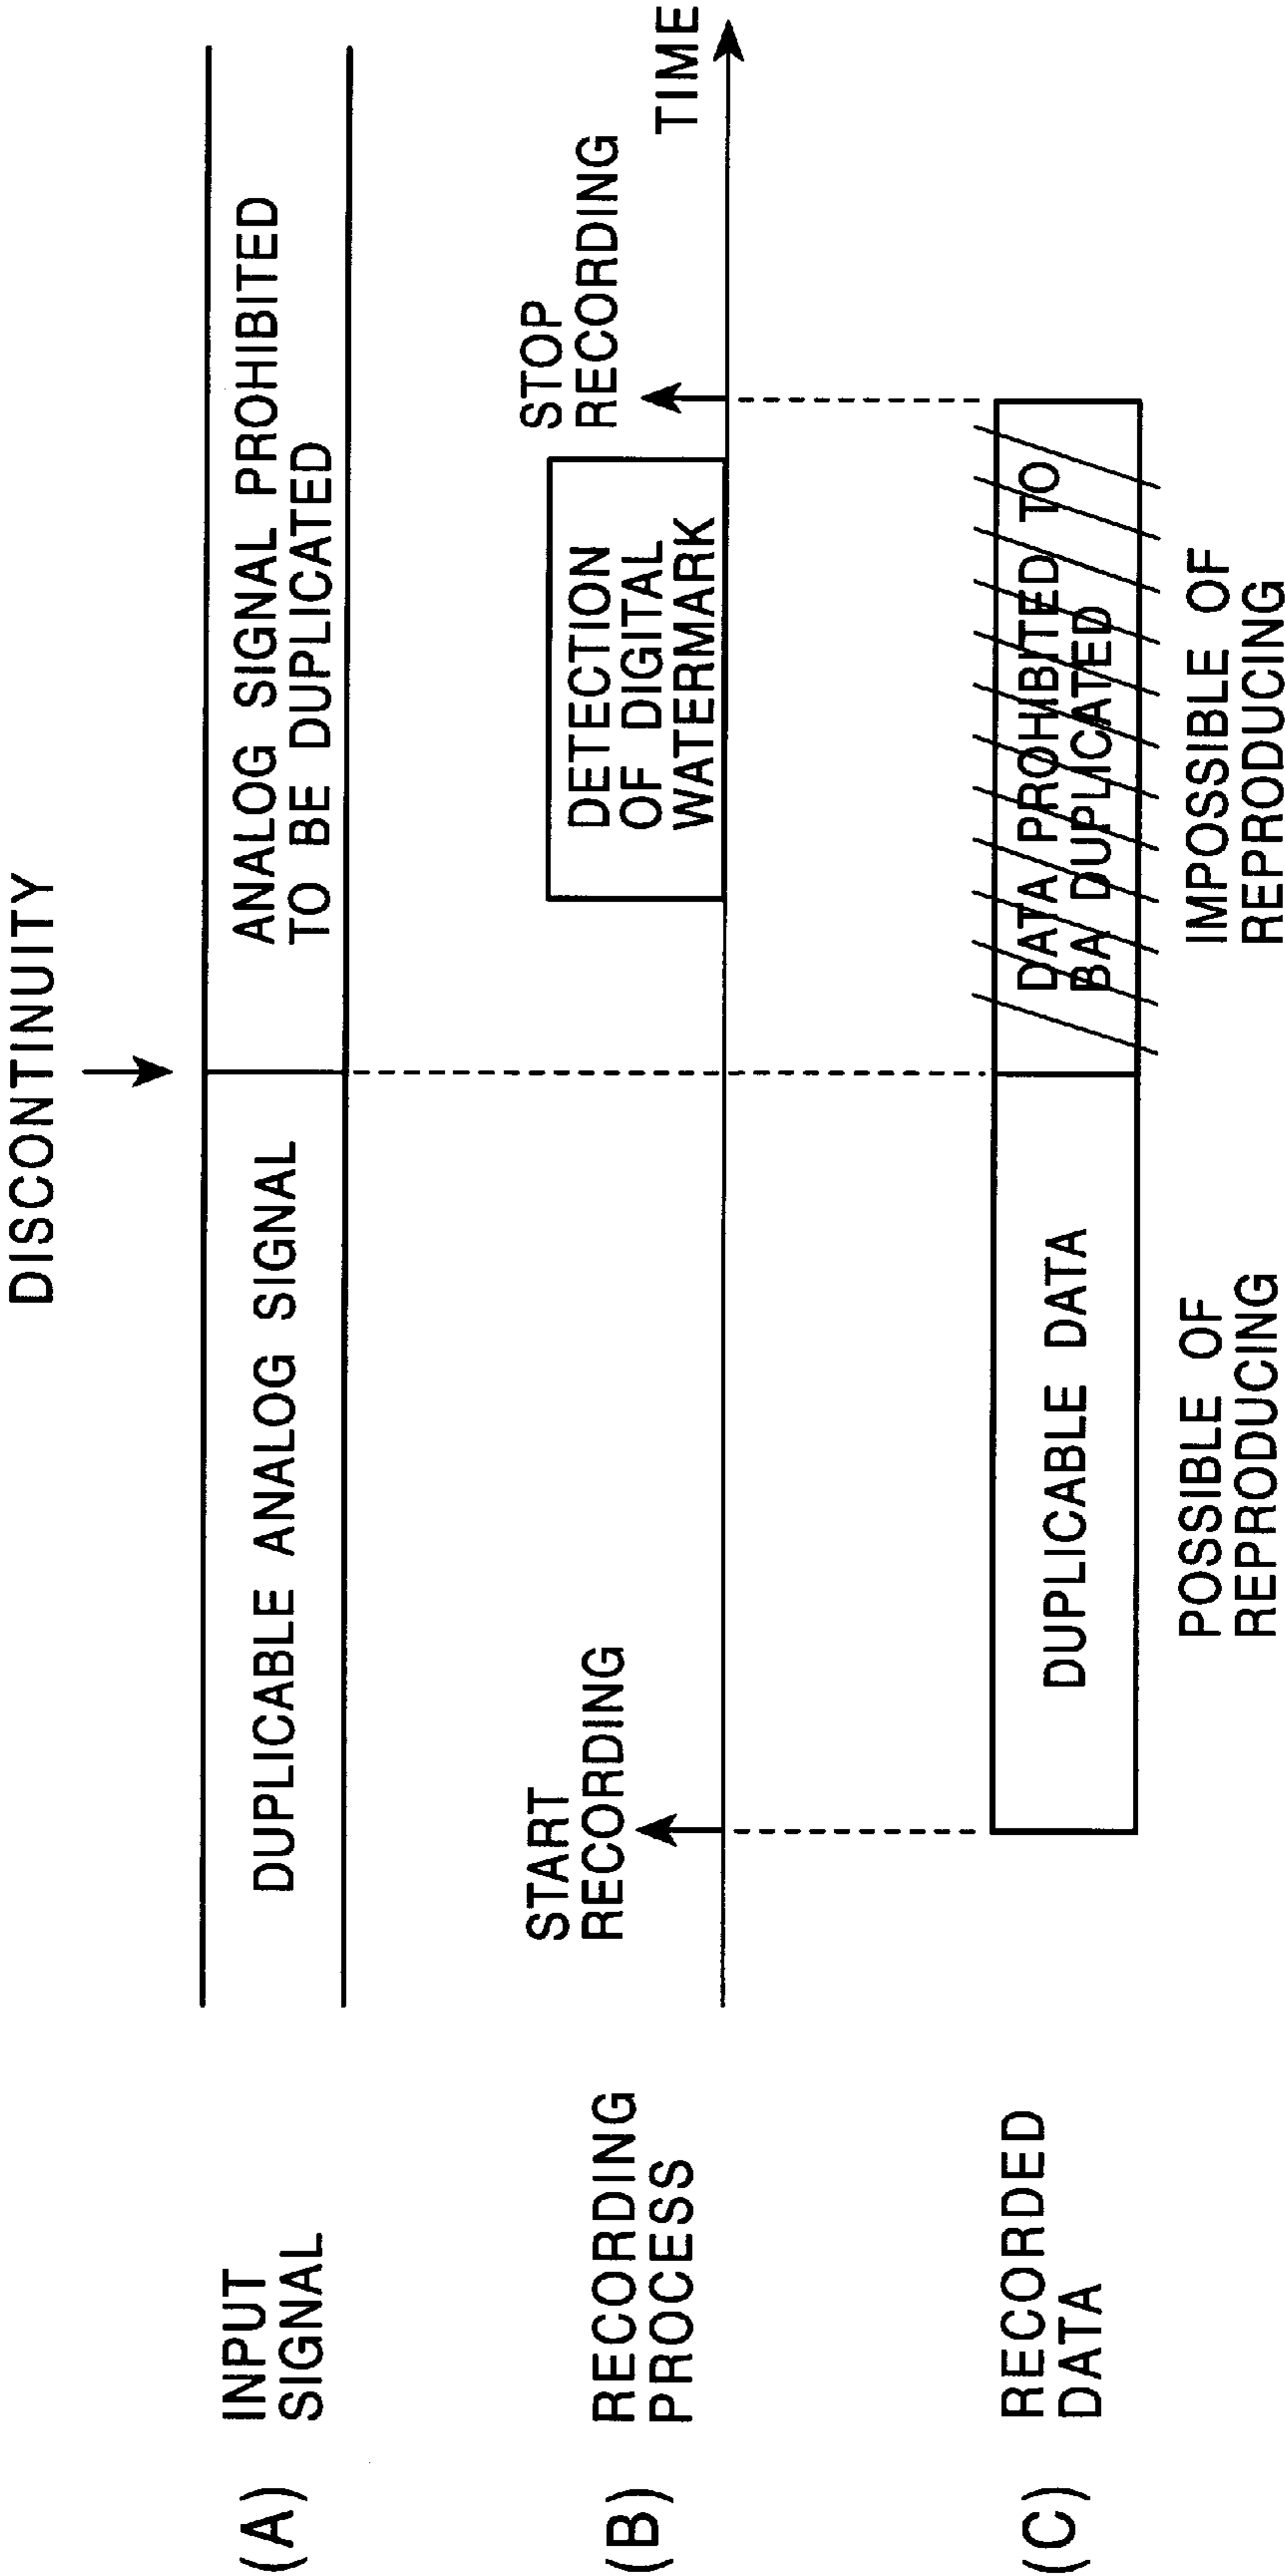 DISCONTINUITY
(A) INPUT
SIGNAL
DUPLICABLE ANALOG SIGNAL
ANALOG SIGNAL PROHIBITED
TO BE DUPLICATED
(B) RECORDING
PROCESS
START
RECORDING
DETECTION
OF DIGITAL
WATERMARK
STOP
RECORDING
TIME
(C) RECORDED
DATA
DUPLICABLE DATA
DATA PROHIBITED TO
BA DUPLICATED
POSSIBLE OF
REPRODUCING
IMPOSSIBLE OF
REPRODUCING